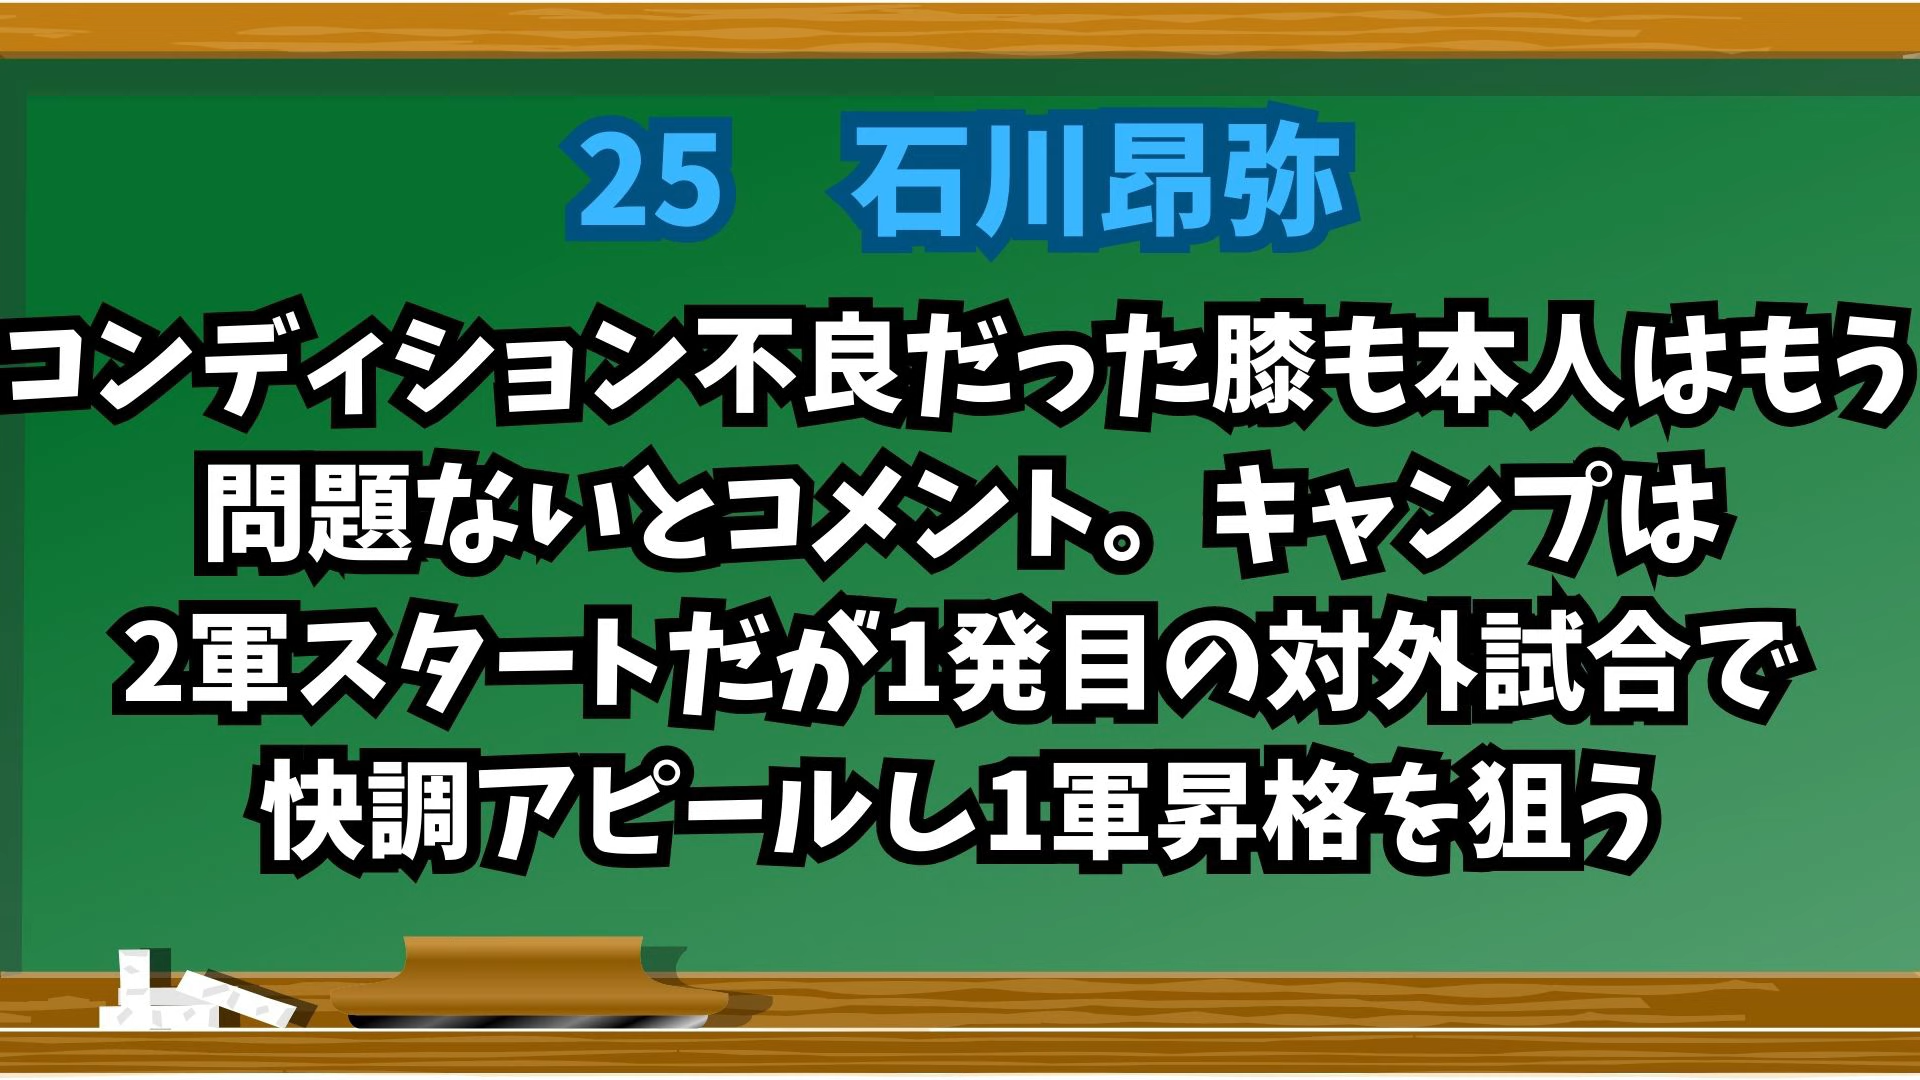 25　石川昂弥
コンディション不良だった膝も本人はもう
問題ないとコメント。キャンプは
2軍スタートだが1発目の対外試合で
快調アピールし1軍昇格を狙う